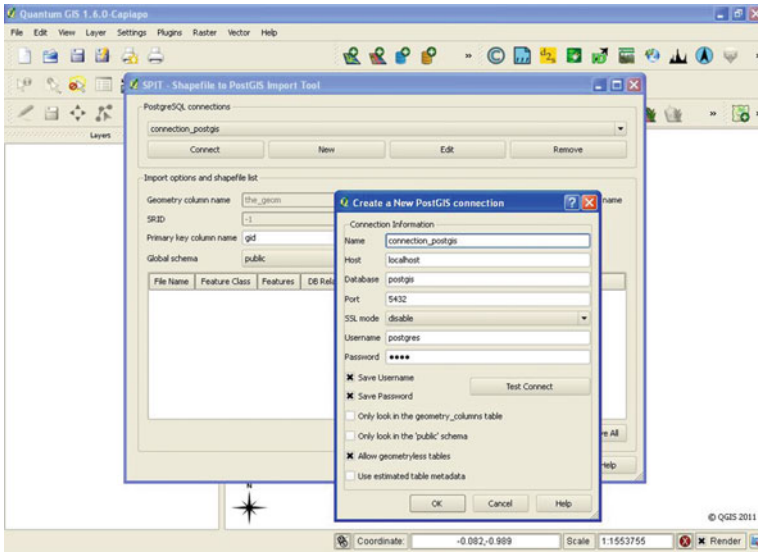 Quantum GIS 1.6.0-Capiapo
File Edit View Layer Settings Plugins Raster Vector Help
SPIT - Shapefile to PostGIS Import Tool
Layers
PostgreSQL connections
connection_postgis
Connect New Edit Remove
Import options and shapefile list
Geometry column name the_geom name
SRID -1
Primary key column name gid
Global schema public
File Name Feature Class Features DB Rela
Create a New PostGIS connection
Connection Information
Name connection_postgis
Host localhost
Database postgis
Port 5432
SSL mode disable
Username postgres
Password ●●●●
Save Username
Save Password
Test Connect
Only look in the geometry_columns table
Only look in the 'public' schema
Allow geometryless tables
Use estimated table metadata
OK Cancel Help
e All
Help
N
© QGIS 2011
Coordinate: -0.082,-0.989 Scale 1:1553755 Render